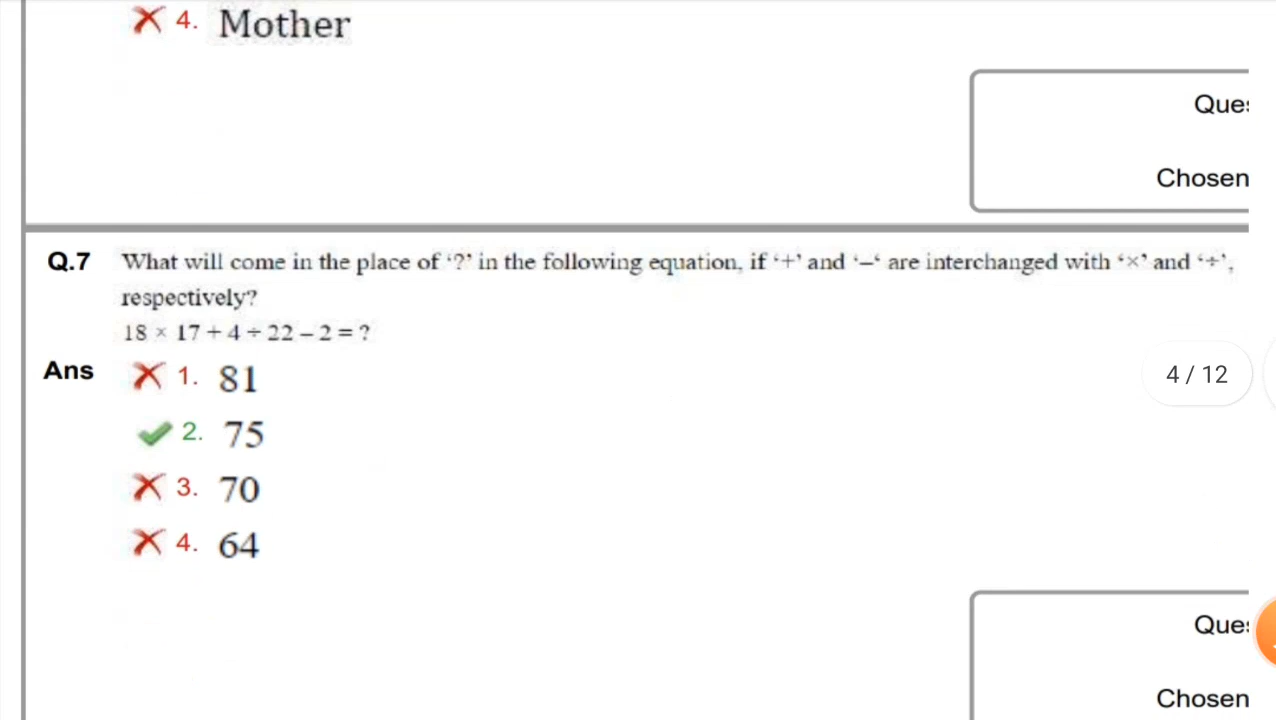 4. Mother
Ques
Chosen
Q.7 What will come in the place of ‘?’ in the following equation, if ‘+’ and ‘–‘ are interchanged with ‘×’ and ‘÷’,
respectively?
18 × 17 + 4 ÷ 22 – 2 = ?
Ans 1. 81
4 / 12
2. 75
3. 70
4. 64
Ques
Chosen